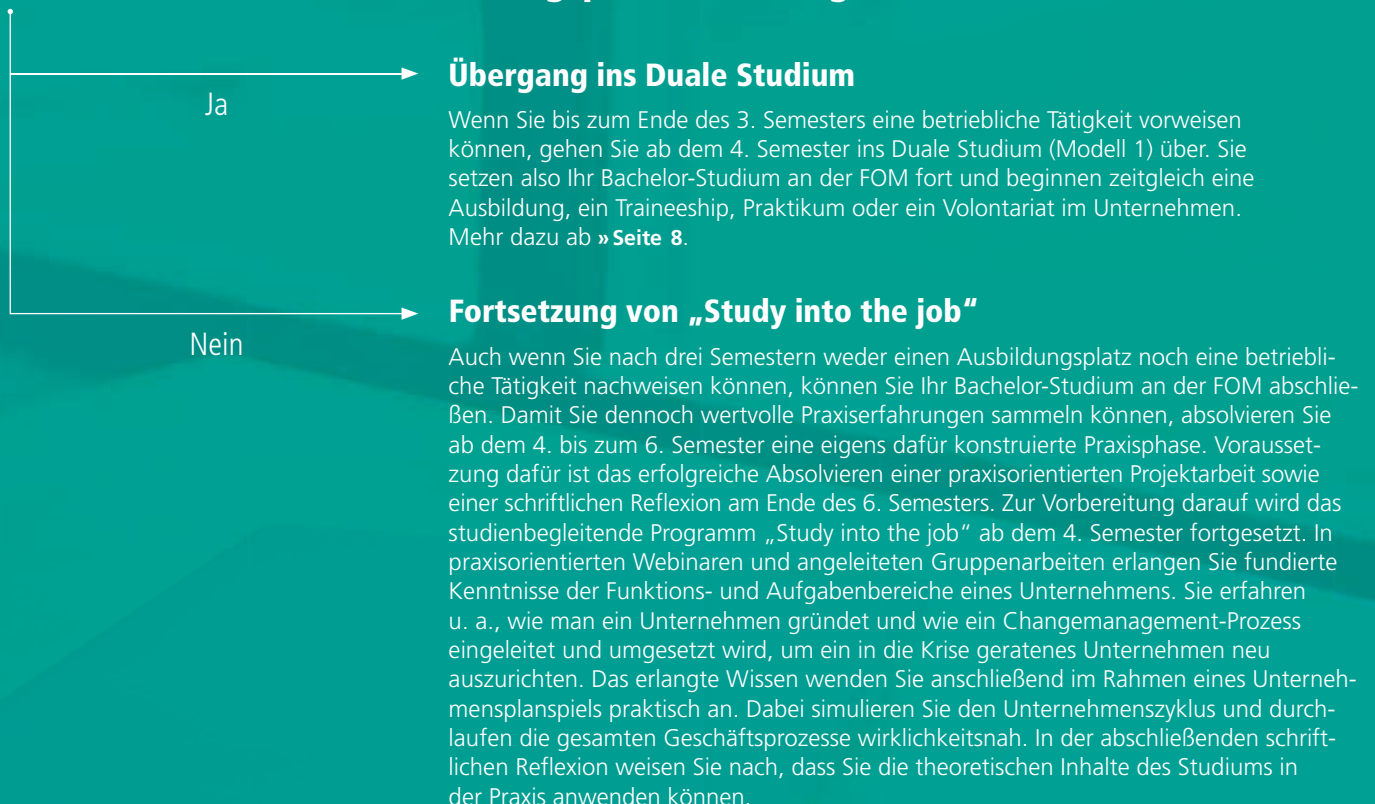 Übergang ins Duale Studium
Ja
Wenn Sie bis zum Ende des 3. Semesters eine betriebliche Tätigkeit vorweisen
können, gehen Sie ab dem 4. Semester ins Duale Studium (Modell 1) über. Sie
setzen also Ihr Bachelor-Studium an der FOM fort und beginnen zeitgleich eine
Ausbildung, ein Traineeship, Praktikum oder ein Volontariat im Unternehmen.
Mehr dazu ab » Seite 8.
Fortsetzung von „Study into the job“
Nein
Auch wenn Sie nach drei Semestern weder einen Ausbildungsplatz noch eine betriebli-
che Tätigkeit nachweisen können, können Sie Ihr Bachelor-Studium an der FOM abschlie-
ßen. Damit Sie dennoch wertvolle Praxiserfahrungen sammeln können, absolvieren Sie
ab dem 4. bis zum 6. Semester eine eigens dafür konstruierte Praxisphase. Vorausset-
zung dafür ist das erfolgreiche Absolvieren einer praxisorientierten Projektarbeit sowie
einer schriftlichen Reflexion am Ende des 6. Semesters. Zur Vorbereitung darauf wird das
studienbegleitende Programm „Study into the job“ ab dem 4. Semester fortgesetzt. In
praxisorientierten Webinaren und angeleiteten Gruppenarbeiten erlangen Sie fundierte
Kenntnisse der Funktions- und Aufgabenbereiche eines Unternehmens. Sie erfahren
u. a., wie man ein Unternehmen gründet und wie ein Changemanagement-Prozess
eingeleitet und umgesetzt wird, um ein in die Krise geratenes Unternehmen neu
auszurichten. Das erlangte Wissen wenden Sie anschließend im Rahmen eines Unterneh-
mensplanspiels praktisch an. Dabei simulieren Sie den Unternehmenszyklus und durch-
laufen die gesamten Geschäftsprozesse wirklichkeitsnah. In der abschließenden schrift-
lichen Reflexion weisen Sie nach, dass Sie die theoretischen Inhalte des Studiums in
der Praxis anwenden können.